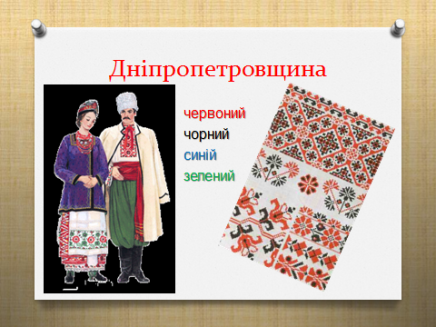 Дніпропетровщина
червоний
чорний
синій
зелений